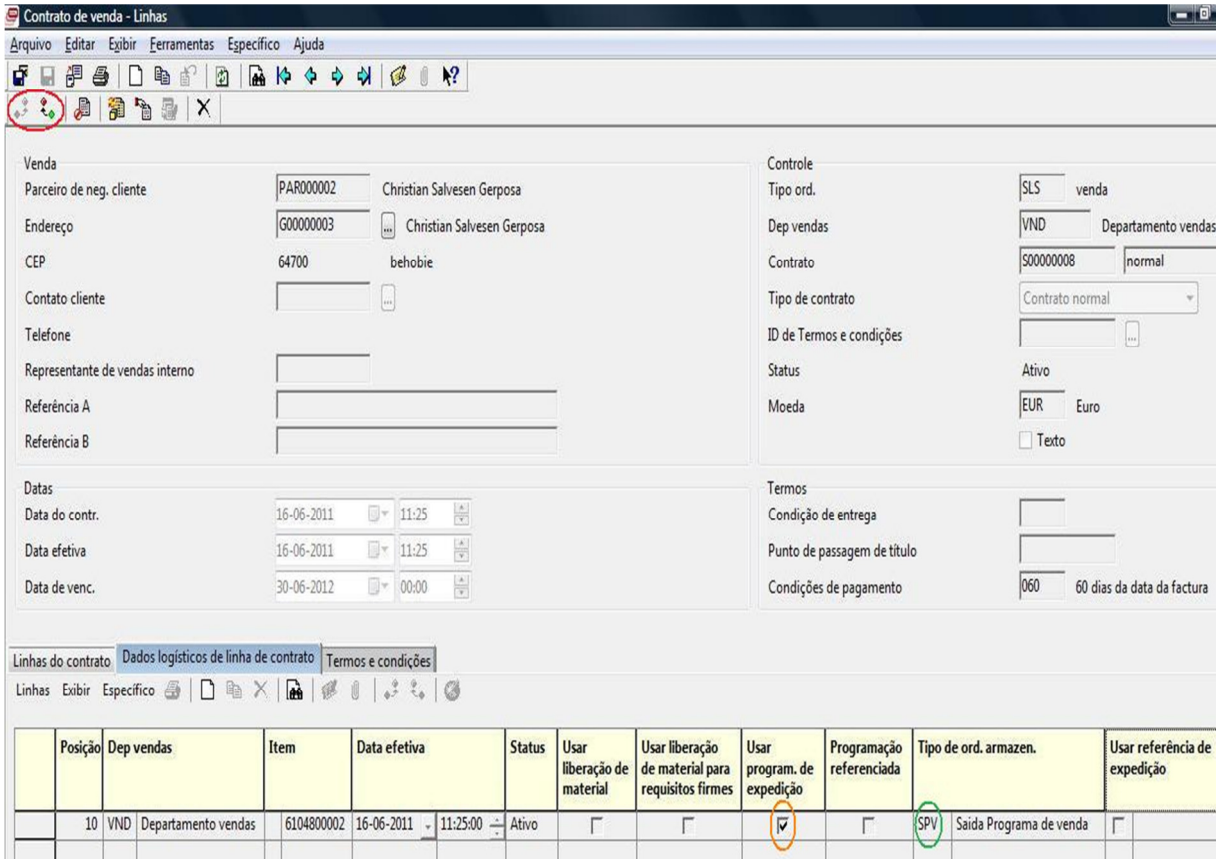 Contrato de venda - Linhas
Arquivo Editar Exibir Ferramentas Específico Ajuda
Venda
Parceiro de neg. cliente PAR000002 Christian Salvesen Gerposa
Endereço G00000003 ... Christian Salvesen Gerposa
CEP 64700 behobie
Contato cliente ...
Telefone
Representante de vendas interno
Referência A
Referência B
Controle
Tipo ord. SLS venda
Dep vendas VND Departamento vendas
Contrato S00000008 normal
Tipo de contrato Contrato normal
ID de Termos e condições ...
Status Ativo
Moeda EUR Euro
Texto
Datas
Data do contr. 16-06-2011 11:25
Data efetiva 16-06-2011 11:25
Data de venc. 30-06-2012 00:00
Termos
Condição de entrega
Punto de passagem de título
Condições de pagamento 060 60 dias da data da factura
Linhas do contrato Dados logísticos de linha de contrato Termos e condições
Linhas Exibir Específico
Posição Dep vendas Item Data efetiva Status Usar liberação de material Usar liberação de material para requisitos firmes Usar program. de expedição Programação referenciada Tipo de ord. armazen. Usar referência de expedição
10 VND Departamento vendas 6104800002 16-06-2011 11:25:00 Ativo SPV Saida Programa de venda